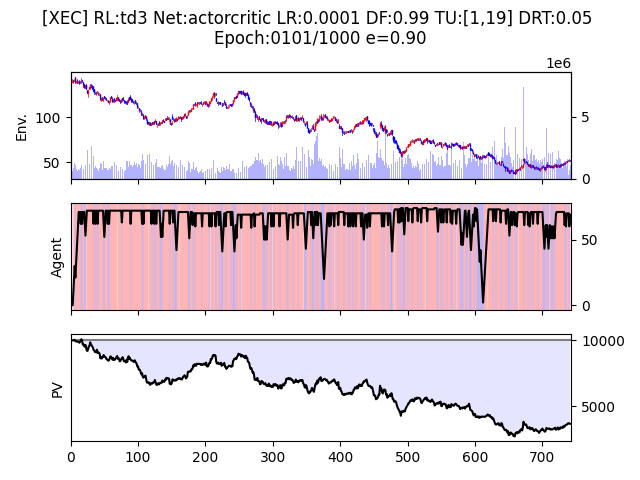 [XEC] RL:td3 Net:actorcritic LR:0.0001 DF:0.99 TU:[1,19] DRT:0.05
Epoch:0101/1000 e=0.90
1e6
Env.
100
50
5
0
Agent
50
0
PV
10000
5000
0 100 200 300 400 500 600 700